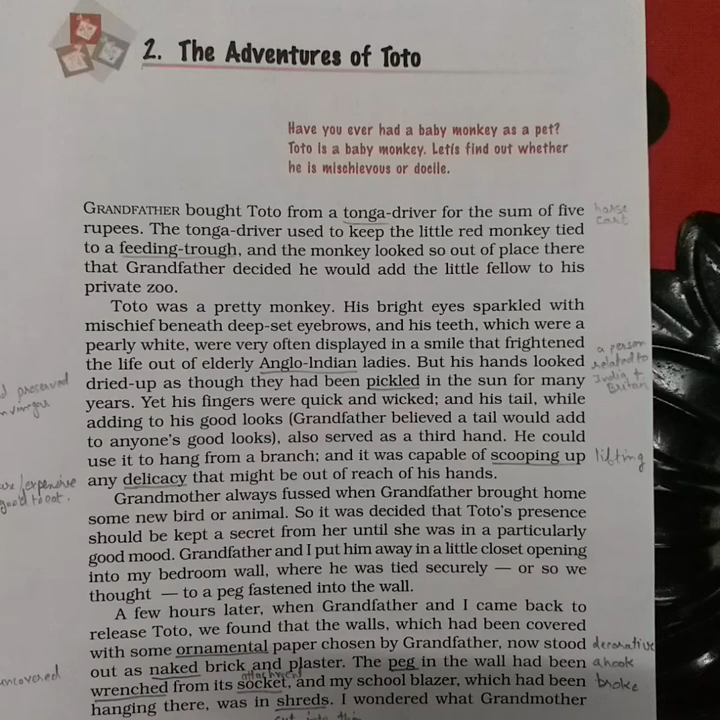 2. The Adventures of Toto
Have you ever had a baby monkey as a pet?
Toto is a baby monkey. Letís find out whether
he is mischievous or docile.
GRANDFATHER bought Toto from a tonga-driver for the sum of five
horse
cart
rupees. The tonga-driver used to keep the little red monkey tied
to a feeding-trough, and the monkey looked so out of place there
that Grandfather decided he would add the little fellow to his
private zoo.
Toto was a pretty monkey. His bright eyes sparkled with
mischief beneath deep-set eyebrows, and his teeth, which were a
pearly white, were very often displayed in a smile that frightened
the life out of elderly Anglo-lndian ladies. But his hands looked
a person
related to
India +
Britan
dried-up as though they had been pickled in the sun for many
preserved
years. Yet his fingers were quick and wicked; and his tail, while
adding to his good looks (Grandfather believed a tail would add
to anyone's good looks), also served as a third hand. He could
use it to hang from a branch; and it was capable of scooping up
lifting
any delicacy that might be out of reach of his hands.
/expensive
good to eat.
Grandmother always fussed when Grandfather brought home
some new bird or animal. So it was decided that Toto's presence
should be kept a secret from her until she was in a particularly
good mood. Grandfather and I put him away in a little closet opening
into my bedroom wall, where he was tied securely — or so we
thought — to a peg fastened into the wall.
A few hours later, when Grandfather and I came back to
release Toto, we found that the walls, which had been covered
with some ornamental paper chosen by Grandfather, now stood
decorative
out as naked brick and plaster. The peg in the wall had been
uncovered
a hook
attachment
wrenched from its socket, and my school blazer, which had been
broke
hanging there, was in shreds. I wondered what Grandmother
cut into thin